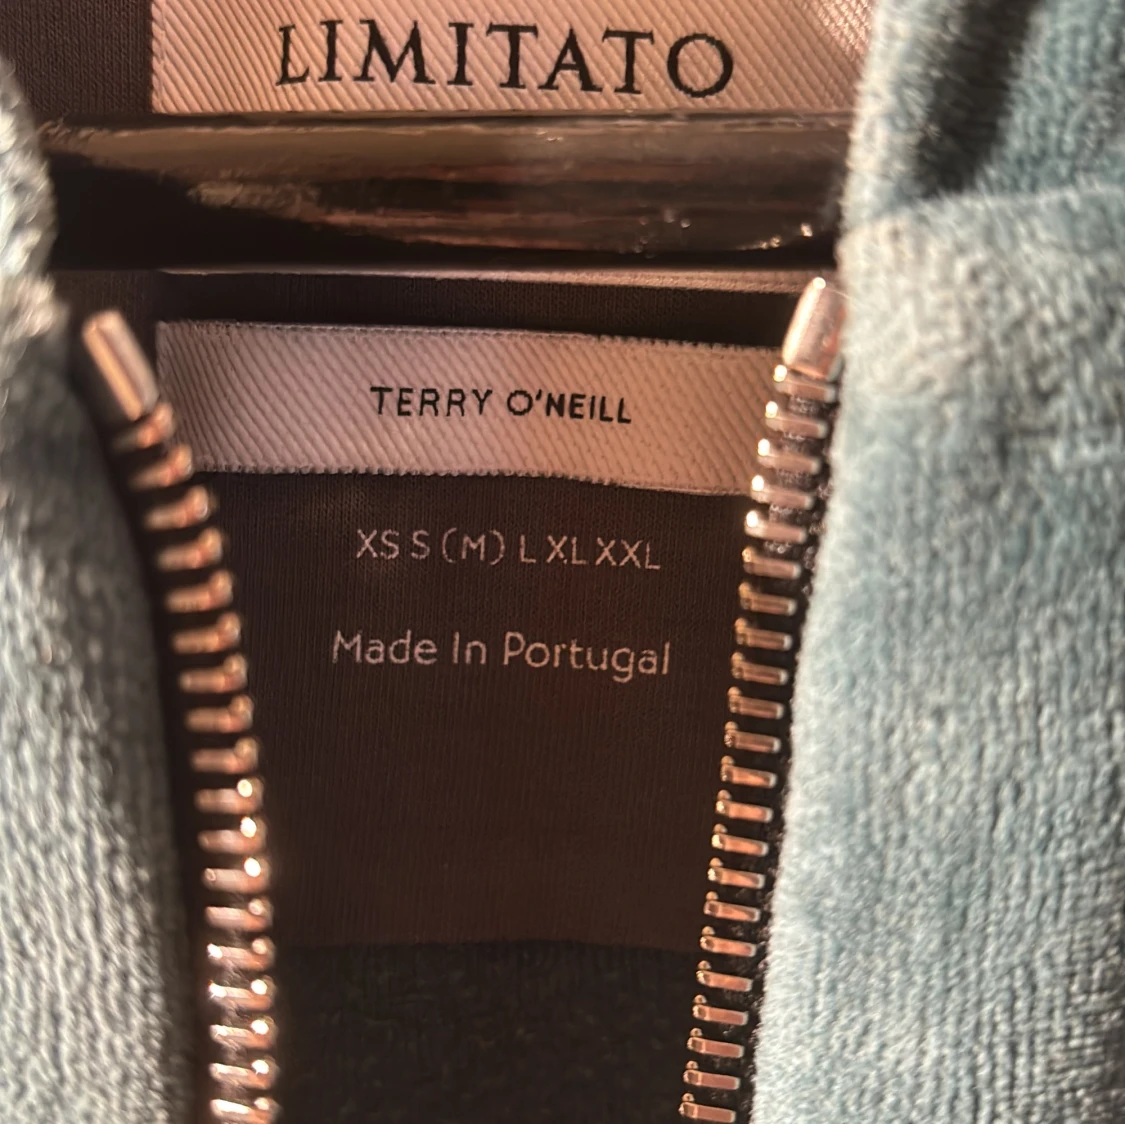 LIMITATO
TERRY O'NEILL
XS S (M) L XL XXL
Made In Portugal